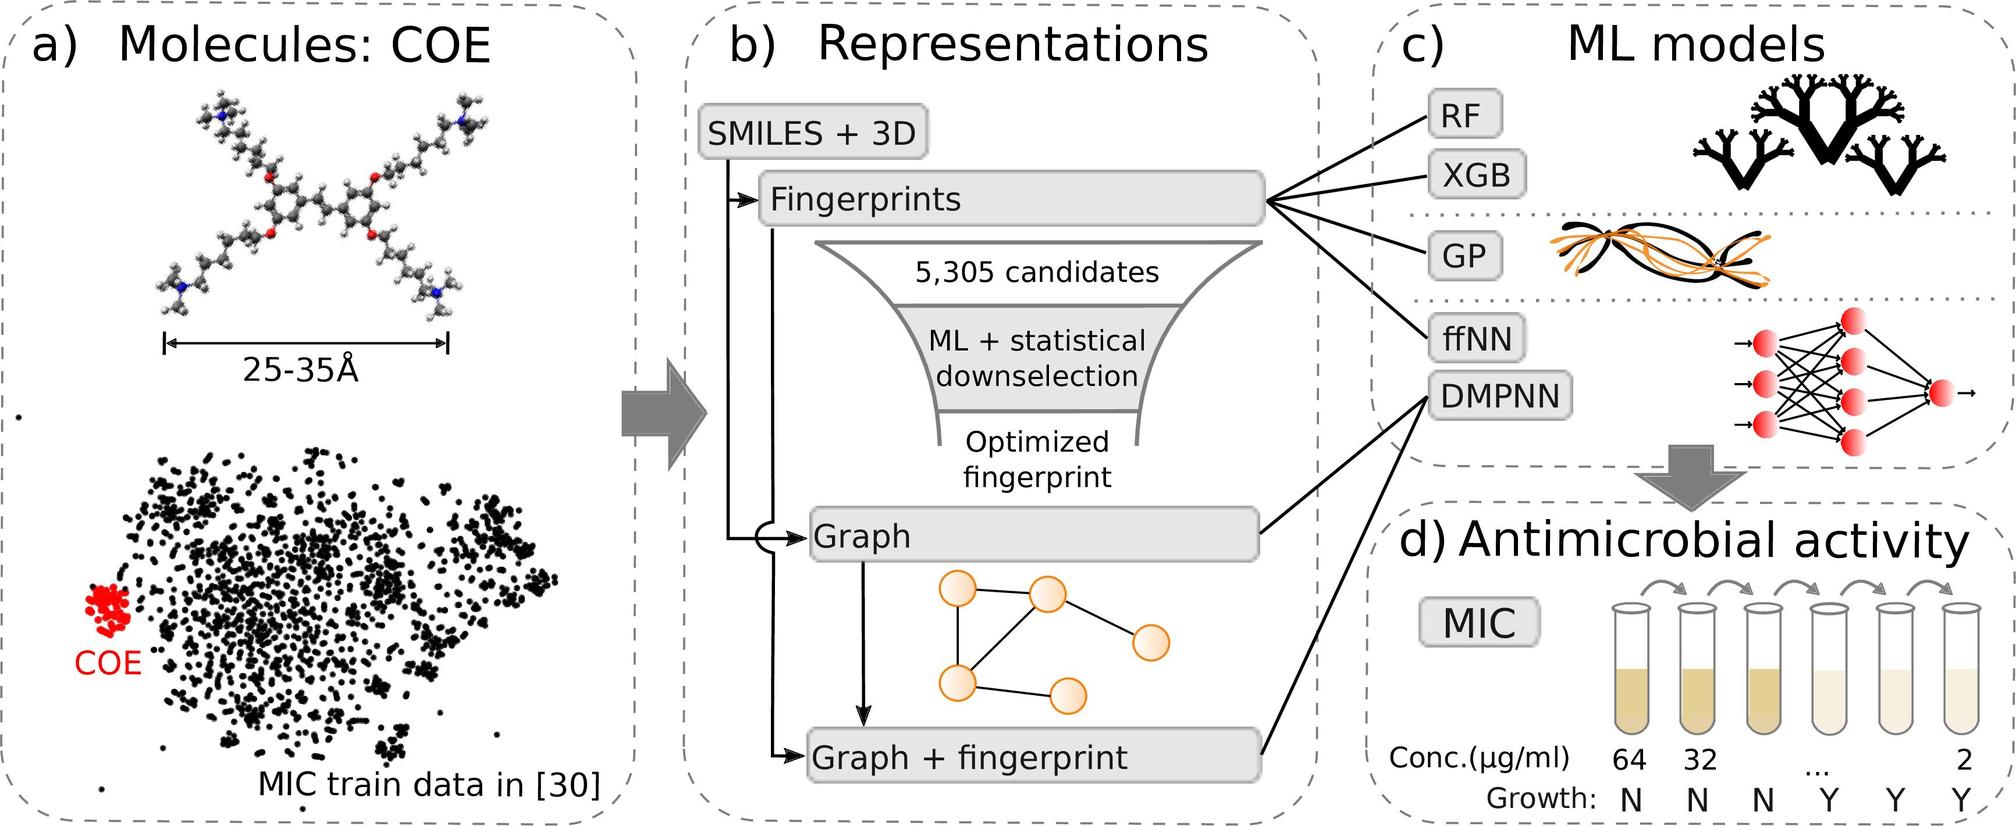 a) Molecules: COE
25-35Å
COE
MIC train data in [30]
b) Representations
SMILES + 3D
Fingerprints
5,305 candidates
ML + statistical
downselection
Optimized
fingerprint
Graph
Graph + fingerprint
c) ML models
RF
XGB
GP
ffNN
DMPNN
d) Antimicrobial activity
MIC
Conc.(μg/ml) 64 32 ... 2
Growth: N N N Y Y Y